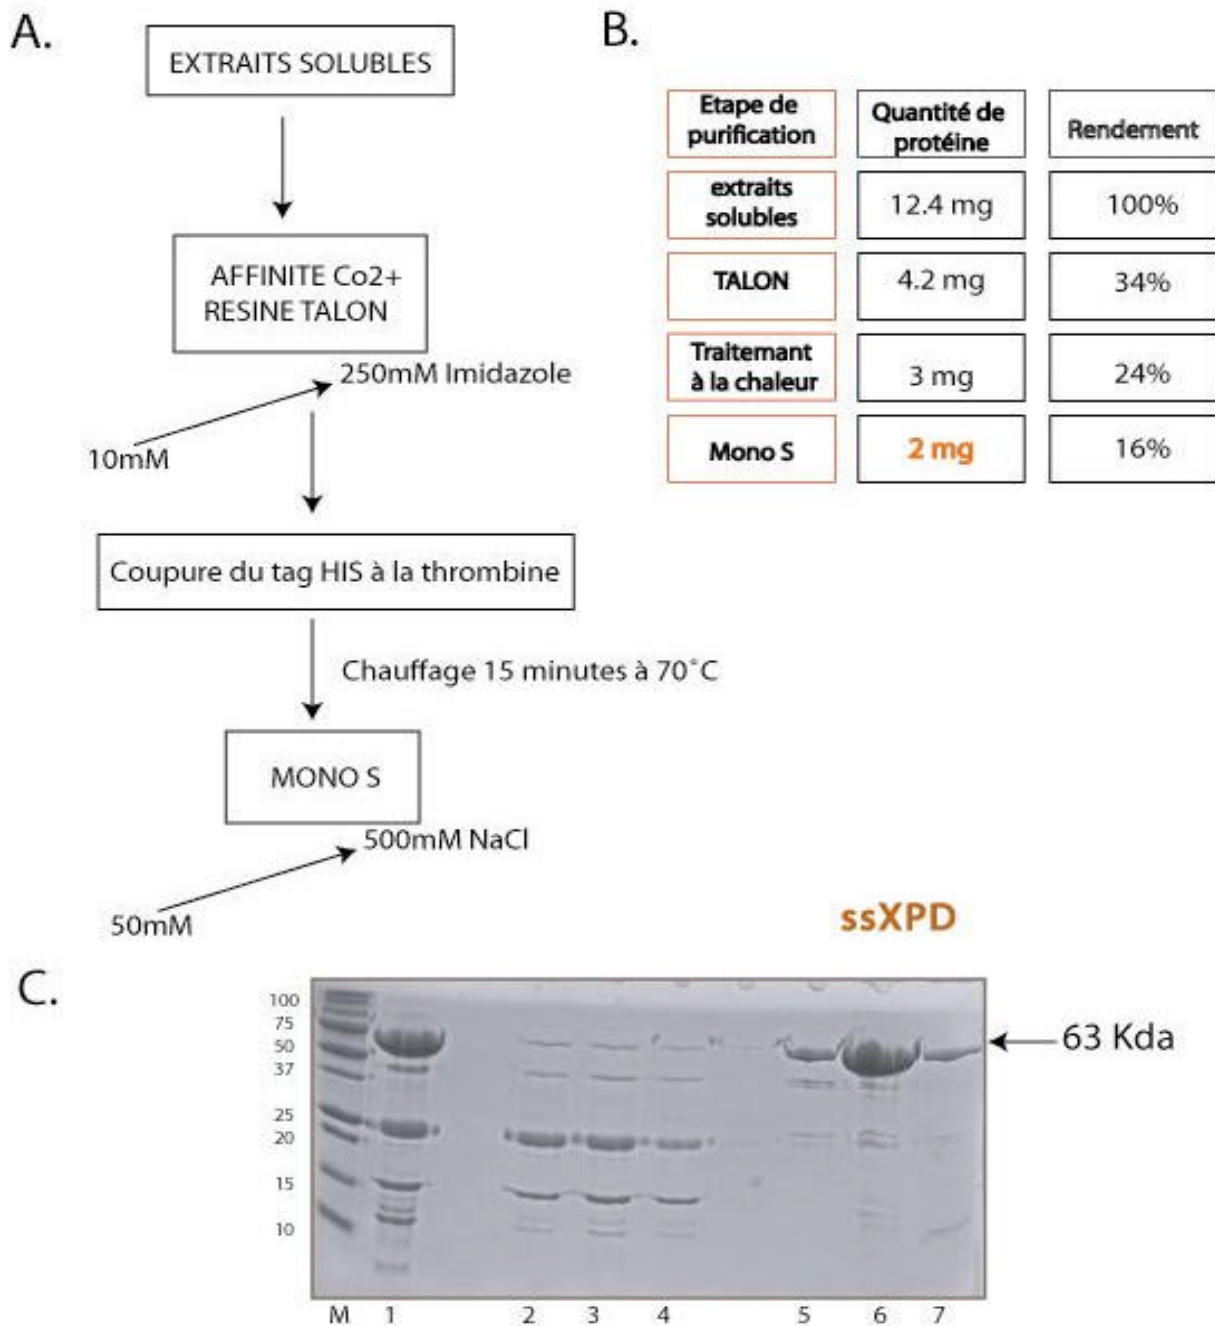 A.
EXTRAITS SOLUBLES
AFFINITE Co2+
RESINE TALON
250mM Imidazole
10mM
Coupure du tag HIS à la thrombine
Chauffage 15 minutes à 70°C
MONO S
500mM NaCl
50mM
B.
Etape de
purification
Quantité de
protéine
Rendement
extraits
solubles
12.4 mg
100%
TALON
4.2 mg
34%
Traitemant
à la chaleur
3 mg
24%
Mono S
2 mg
16%
C.
ssXPD
100
75
50
37
25
20
15
10
63 Kda
M 1 2 3 4 5 6 7